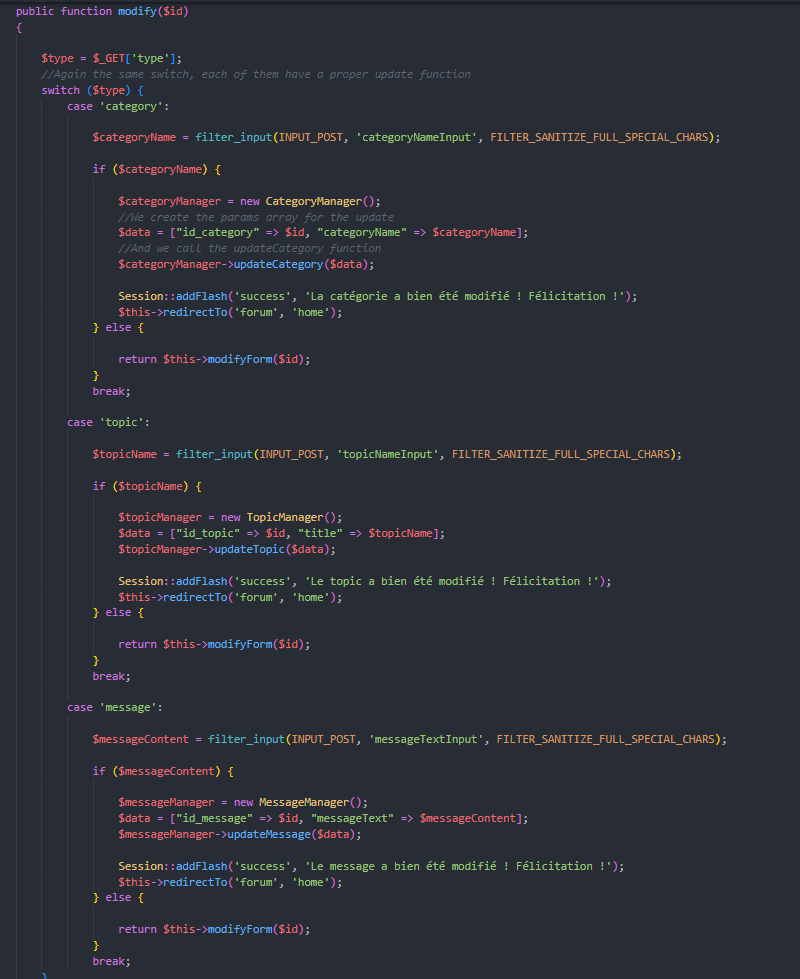 public function modify($id)
{
$type = $_GET['type'];
//Again the same switch, each of them have a proper update function
switch ($type) {
case 'category':
$categoryName = filter_input(INPUT_POST, 'categoryNameInput', FILTER_SANITIZE_FULL_SPECIAL_CHARS);
if ($categoryName) {
$categoryManager = new CategoryManager();
//We create the params array for the update
$data = ["id_category" => $id, "categoryName" => $categoryName];
//And we call the updateCategory function
$categoryManager->updateCategory($data);
Session::addFlash('success', 'La catégorie a bien été modifié ! Félicitation !');
$this->redirectTo('forum', 'home');
} else {
return $this->modifyForm($id);
}
break;
case 'topic':
$topicName = filter_input(INPUT_POST, 'topicNameInput', FILTER_SANITIZE_FULL_SPECIAL_CHARS);
if ($topicName) {
$topicManager = new TopicManager();
$data = ["id_topic" => $id, "title" => $topicName];
$topicManager->updateTopic($data);
Session::addFlash('success', 'Le topic a bien été modifié ! Félicitation !');
$this->redirectTo('forum', 'home');
} else {
return $this->modifyForm($id);
}
break;
case 'message':
$messageContent = filter_input(INPUT_POST, 'messageTextInput', FILTER_SANITIZE_FULL_SPECIAL_CHARS);
if ($messageContent) {
$messageManager = new MessageManager();
$data = ["id_message" => $id, "messageText" => $messageContent];
$messageManager->updateMessage($data);
Session::addFlash('success', 'Le message a bien été modifié ! Félicitation !');
$this->redirectTo('forum', 'home');
} else {
return $this->modifyForm($id);
}
break;
}